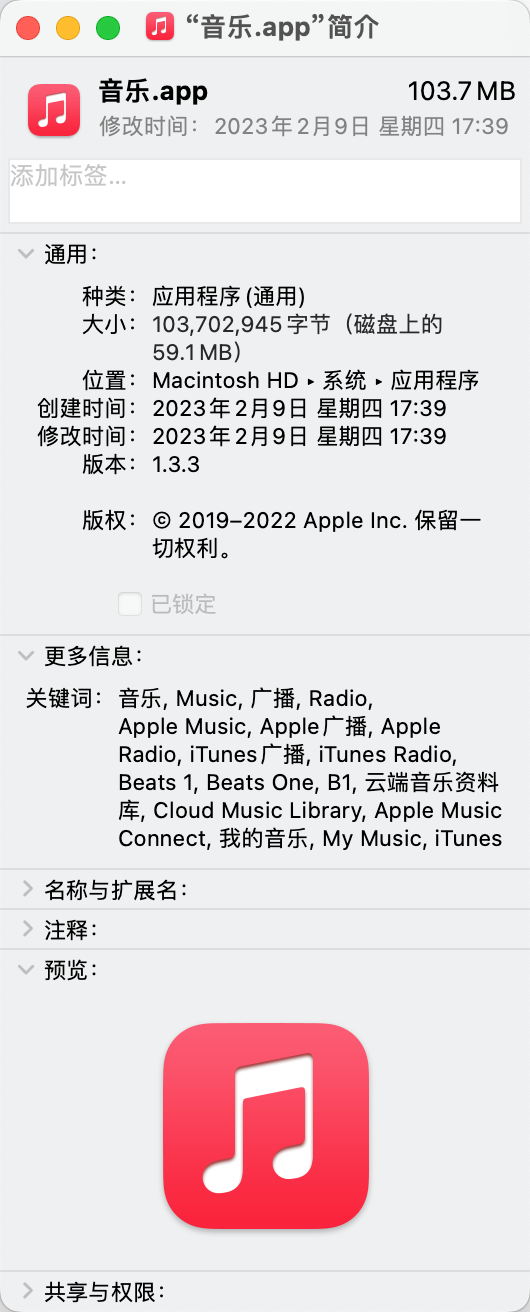 “音乐.app”简介
音乐.app 103.7 MB
修改时间： 2023年2月9日 星期四 17:39
添加标签...
通用：
种类： 应用程序 (通用)
大小： 103,702,945 字节（磁盘上的
59.1 MB）
位置： Macintosh HD ▸ 系统 ▸ 应用程序
创建时间： 2023年2月9日 星期四 17:39
修改时间： 2023年2月9日 星期四 17:39
版本： 1.3.3
版权： © 2019–2022 Apple Inc. 保留一
切权利。
已锁定
更多信息：
关键词： 音乐, Music, 广播, Radio,
Apple Music, Apple广播, Apple
Radio, iTunes广播, iTunes Radio,
Beats 1, Beats One, B1, 云端音乐资料
库, Cloud Music Library, Apple Music
Connect, 我的音乐, My Music, iTunes
名称与扩展名：
注释：
预览：
共享与权限：